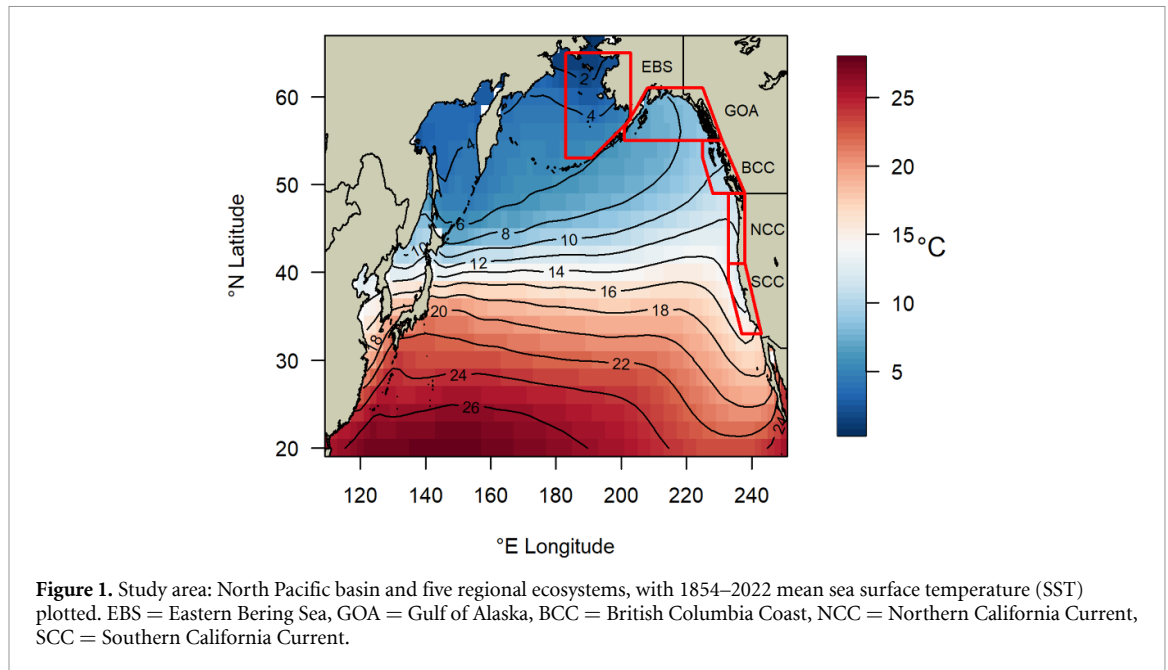 EBS
GOA
BCC
NCC
SCC
2
4
4
6
8
10
10
12
14
16
18
18
20
22
24
24
26
60
50
40
30
20
°N Latitude
120 140 160 180 200 220 240
°E Longitude
25
20
15
10
5
°C
Figure 1. Study area: North Pacific basin and five regional ecosystems, with 1854–2022 mean sea surface temperature (SST)
plotted. EBS = Eastern Bering Sea, GOA = Gulf of Alaska, BCC = British Columbia Coast, NCC = Northern California Current,
SCC = Southern California Current.